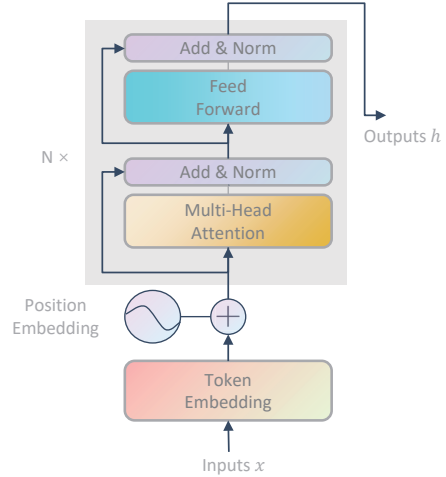 Add & Norm
Feed
Forward
Outputs h
N ×
Add & Norm
Multi-Head
Attention
Position
Embedding
Token
Embedding
Inputs x